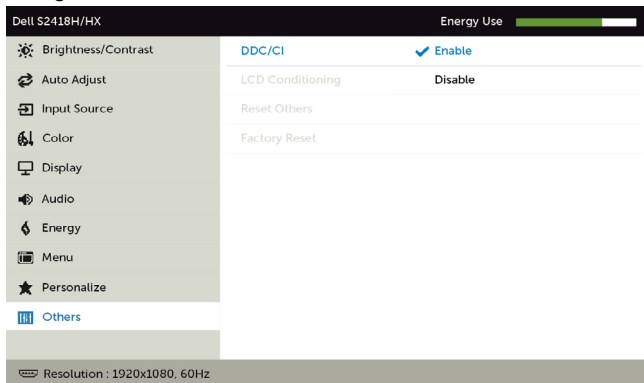 Dell S2418H/HX Energy Use
Brightness/Contrast DDC/CI Enable
Auto Adjust LCD Conditioning Disable
Input Source Reset Others
Color Factory Reset
Display
Audio
Energy
Menu
Personalize
Others
Resolution : 1920x1080, 60Hz